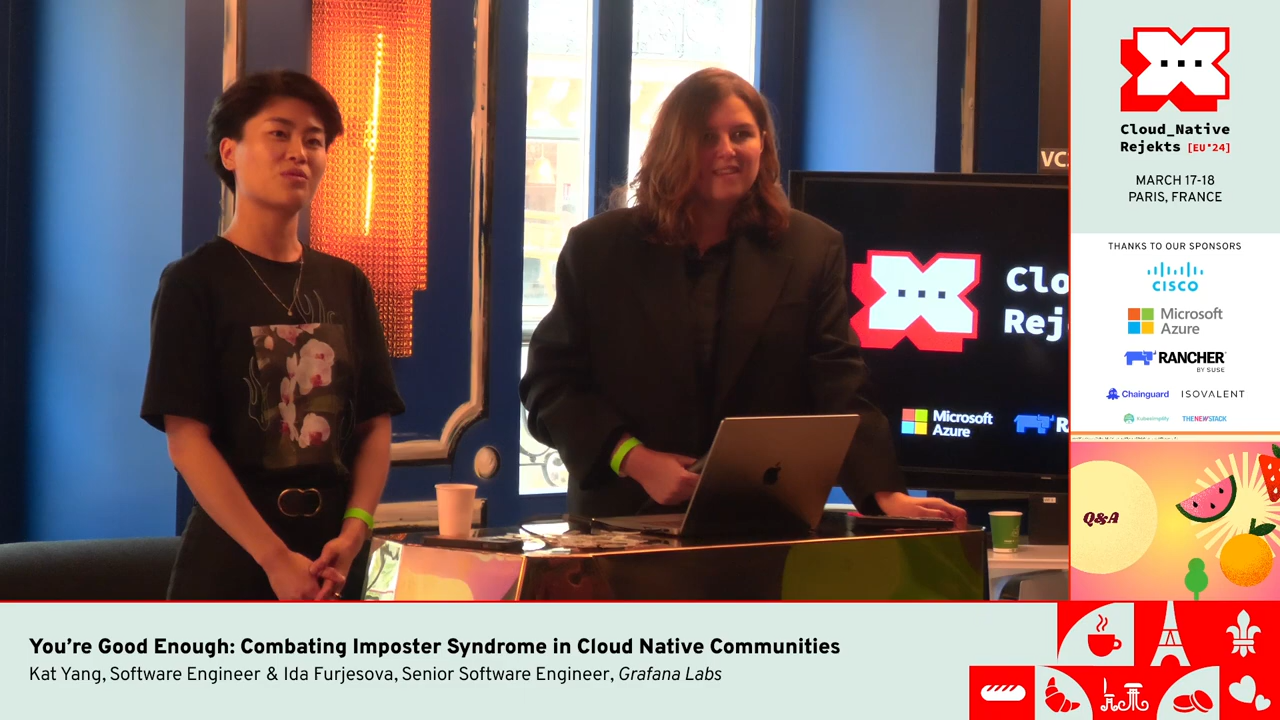 Cloud_Native
Rejekts [EU'24]
MARCH 17-18
PARIS, FRANCE
THANKS TO OUR SPONSORS
CISCO
Microsoft
Azure
RANCHER
BY SUSE
Chainguard
ISOVALENT
kubesimplify
THENEWSTACK
Q&A
VC
Clo
Rej
Microsoft
Azure
R
You're Good Enough: Combating Imposter Syndrome in Cloud Native Communities
Kat Yang, Software Engineer & Ida Furjesova, Senior Software Engineer, Grafana Labs